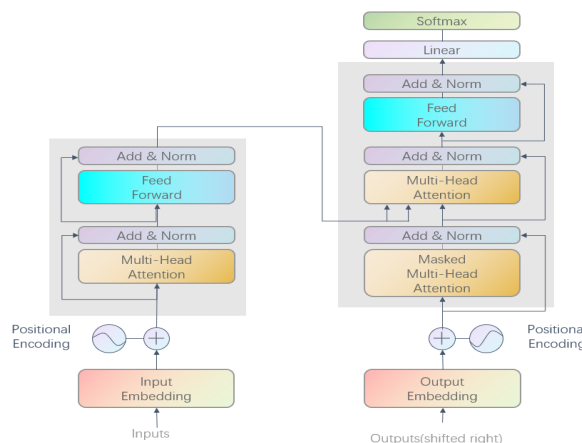 Softmax
Linear
Add & Norm
Feed
Forward
Add & Norm
Multi-Head
Attention
Add & Norm
Masked
Multi-Head
Attention
Add & Norm
Feed
Forward
Add & Norm
Multi-Head
Attention
Positional
Encoding
Positional
Encoding
Input
Embedding
Output
Embedding
Inputs
Outputs(shifted right)